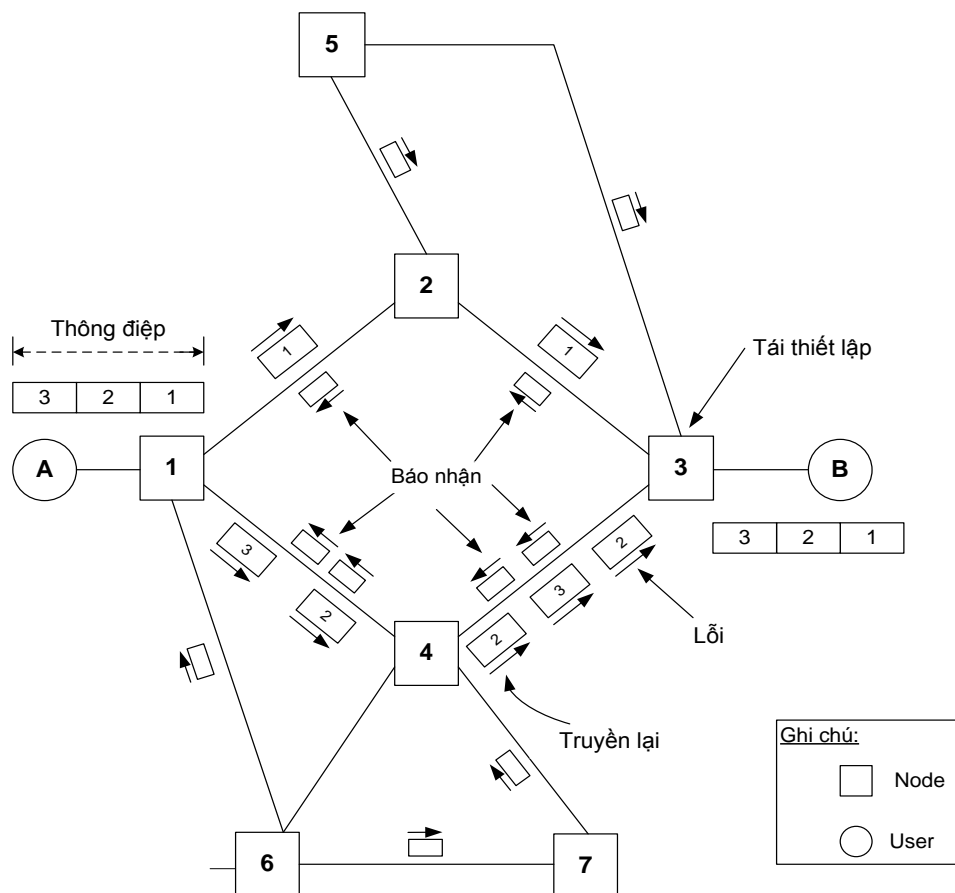 5
2
Thông điệp
1
1
Tái thiết lập
3 2 1
A
1
Báo nhận
3
B
3
2
3
2
3 2 1
2
4
Lỗi
Truyền lại
Ghi chú:
Node
User
6
7